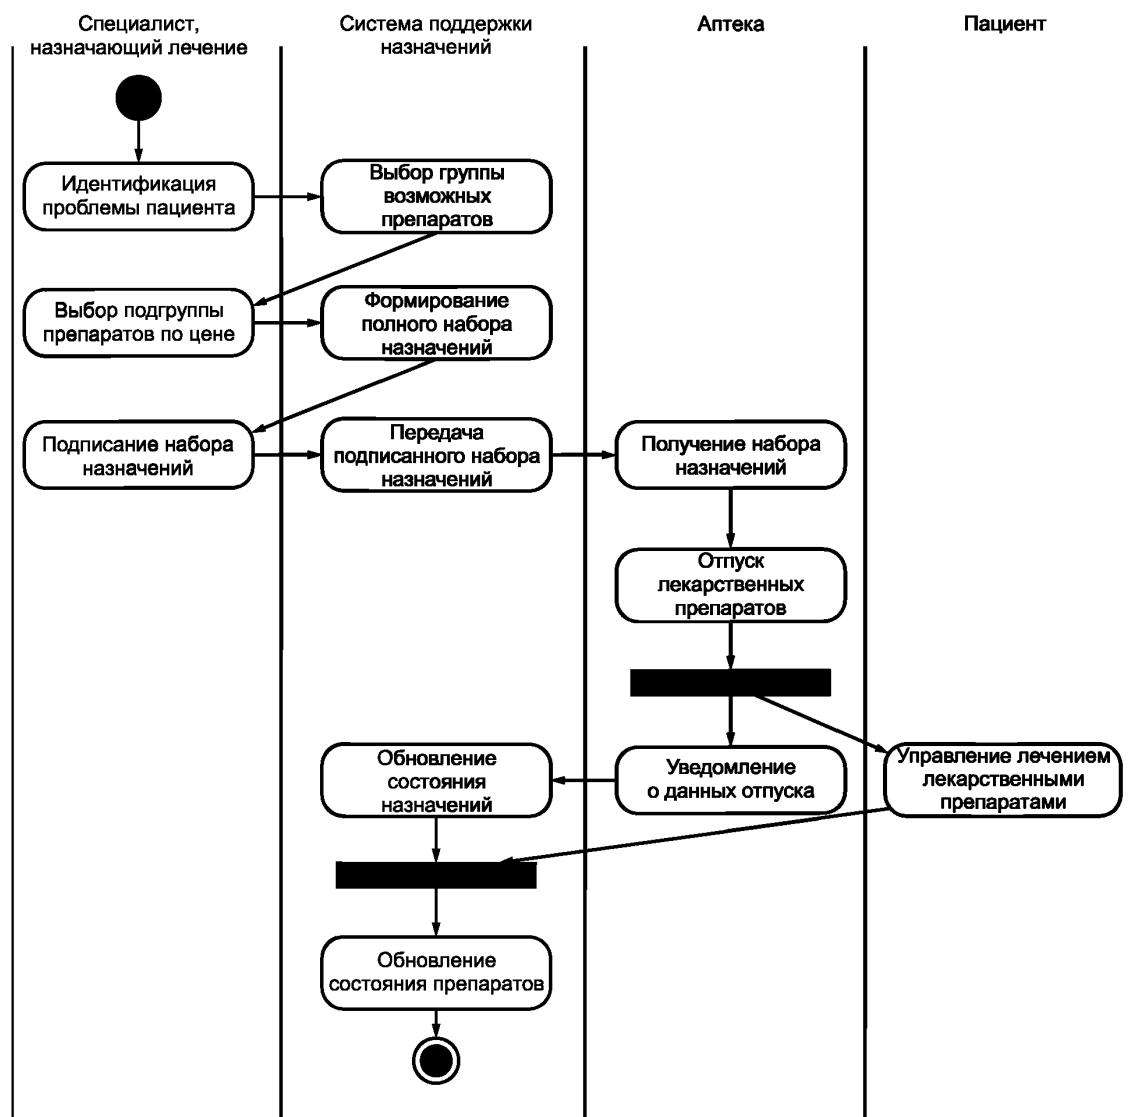 Специалист,
назначающий лечение
Система поддержки
назначений
Аптека
Пациент
Идентификация
проблемы пациента
Выбор группы
возможных
препаратов
Выбор подгруппы
препаратов по цене
Формирование
полного набора
назначений
Подписание набора
назначений
Передача
подписанного набора
назначений
Получение набора
назначений
Отпуск
лекарственных
препаратов
Обновление
состояния
назначений
Уведомление
о данных отпуска
Управление лечением
лекарственными
препаратами
Обновление
состояния препаратов